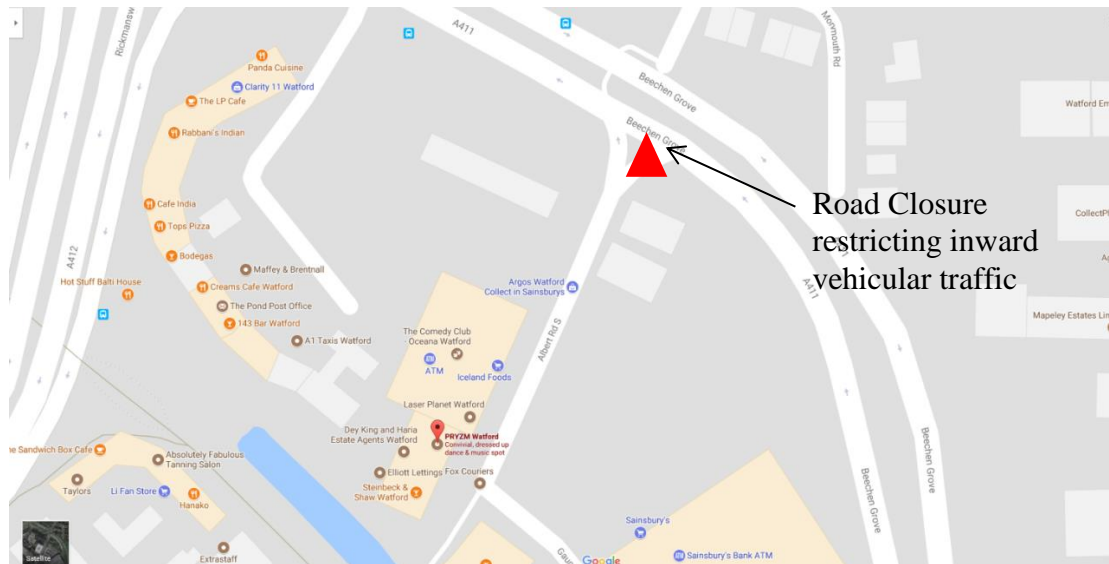 Rickmansw
A411
Monmouth Rd
Panda Cuisine
Clarity 11 Watford
The LP Cafe
Beechen Grove
Watford Em
Rabbani's Indian
Beechen Grove
Road Closure
restricting inward
vehicular traffic
Cafe India
Tops Pizza
CollectPl
Bodegas
A412
Maffey & Brentnall
Hot Stuff Balti House
Creams Cafe Watford
Argos Watford
Collect in Sainsburys
A411
The Pond Post Office
143 Bar Watford
Mapeley Estates Lim
A1 Taxis Watford
The Comedy Club
Oceana Watford
Albert Rd S
ATM
Iceland Foods
Laser Planet Watford
Dey King and Haria
Estate Agents Watford
PRYZM Watford
Convivial, dressed up
dance & music spot
he Sandwich Box Cafe
Absolutely Fabulous
Tanning Salon
Elliott Lettings
Fox Couriers
Beechen Grove
Beechen Grove
Taylors
Li Fan Store
Hanako
Steinbeck &
Shaw Watford
Sainsbury's
Satellite
Extrastaff
Gau
Google
Sainsbury's Bank ATM